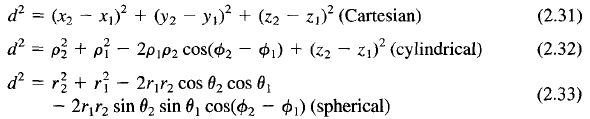 d² = (x₂ − x₁)² + (y₂ − y₁)² + (z₂ − z₁)² (Cartesian) (2.31)
d² = ρ₂² + ρ₁² − 2ρ₁ρ₂ cos(ϕ₂ − ϕ₁) + (z₂ − z₁)² (cylindrical) (2.32)
d² = r₂² + r₁² − 2r₁r₂ cos θ₂ cos θ₁
− 2r₁r₂ sin θ₂ sin θ₁ cos(ϕ₂ − ϕ₁) (spherical) (2.33)